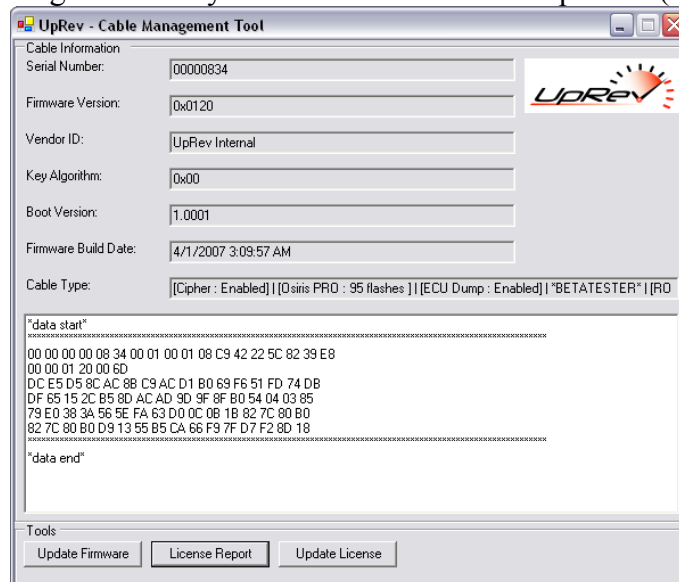 UpRev - Cable Management Tool
Cable Information
Serial Number: 00000834
UpRev
Firmware Version: 0x0120
Vendor ID: UpRev Internal
Key Algorithm: 0x00
Boot Version: 1.0001
Firmware Build Date: 4/1/2007 3:09:57 AM
Cable Type: [Cipher : Enabled] | [Osiris PRO : 95 flashes ] | [ECU Dump : Enabled] | *BETATESTER* | [RO
*data start*
00 00 00 00 08 34 00 01 00 01 08 C9 42 22 5C 82 39 E8
00 00 01 20 00 6D
DC E5 D5 8C AC 8B C9 AC D1 B0 69 F6 51 FD 74 DB
DF 65 15 2C B5 8D AC AD 9D 9F 8F B0 54 04 03 85
79 E0 38 3A 56 5E FA 63 D0 0C 0B 1B 82 7C 80 B0
82 7C 80 B0 D9 13 55 B5 CA 66 F9 7F D7 F2 8D 18
*data end*
Tools
Update Firmware License Report Update License